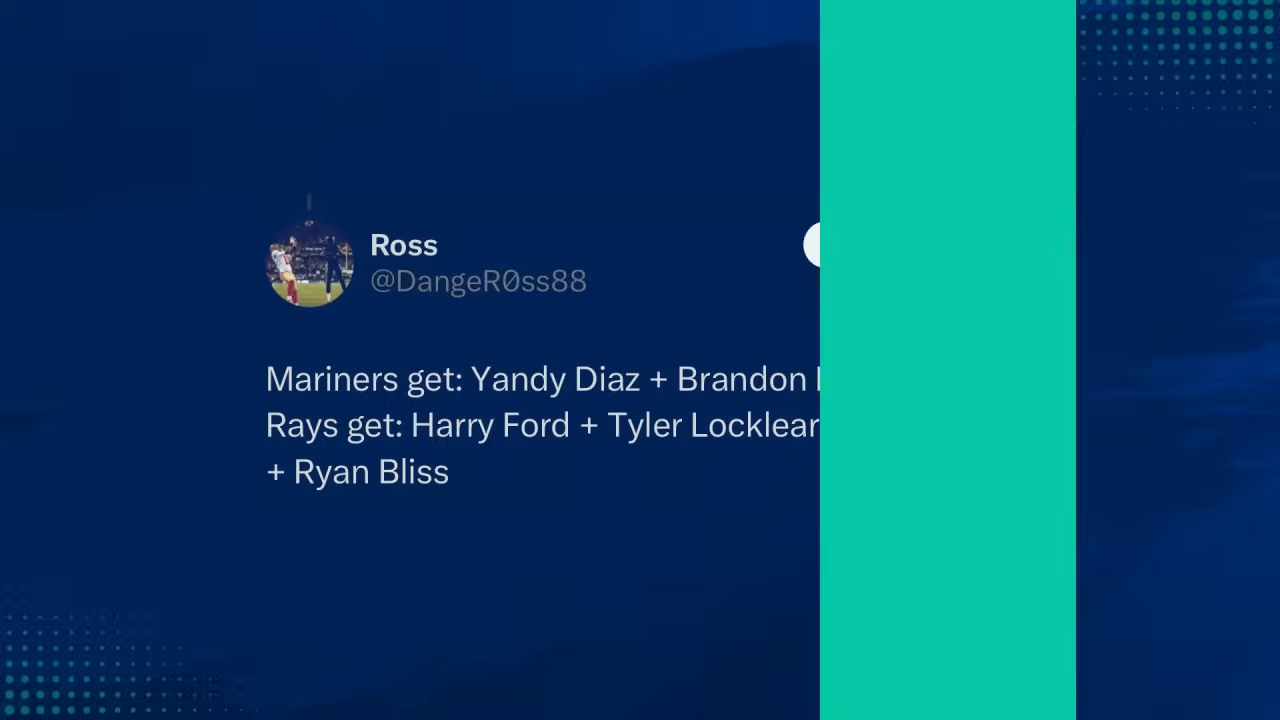 Ross
@DangeR0ss88
Mariners get: Yandy Diaz + Brandon
Rays get: Harry Ford + Tyler Locklear
+ Ryan Bliss